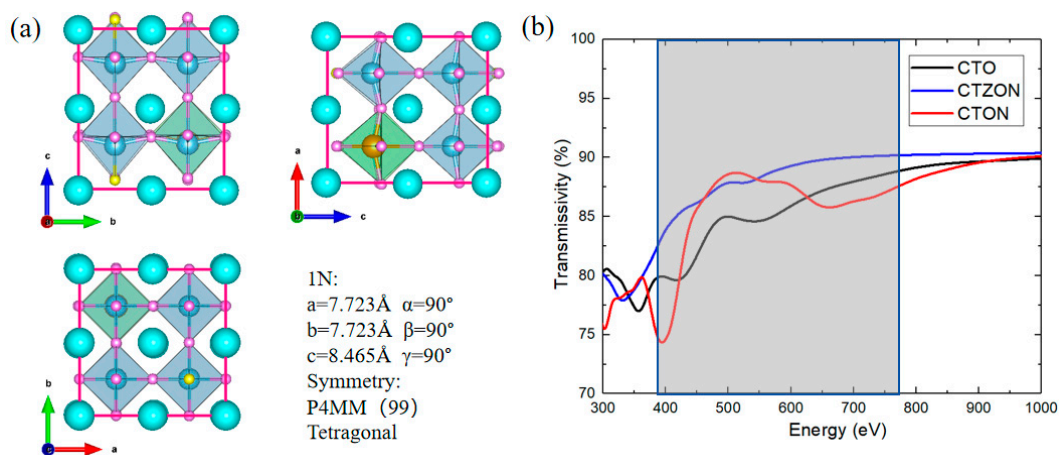 (a)
c
b
a
c
b
a
1N:
a=7.723Å α=90°
b=7.723Å β=90°
c=8.465Å γ=90°
Symmetry:
P4MM (99)
Tetragonal
(b)
Transmissivity (%)
100
95
90
85
80
75
70
300 400 500 600 700 800 900 1000
Energy (eV)
CTO
CTZON
CTON